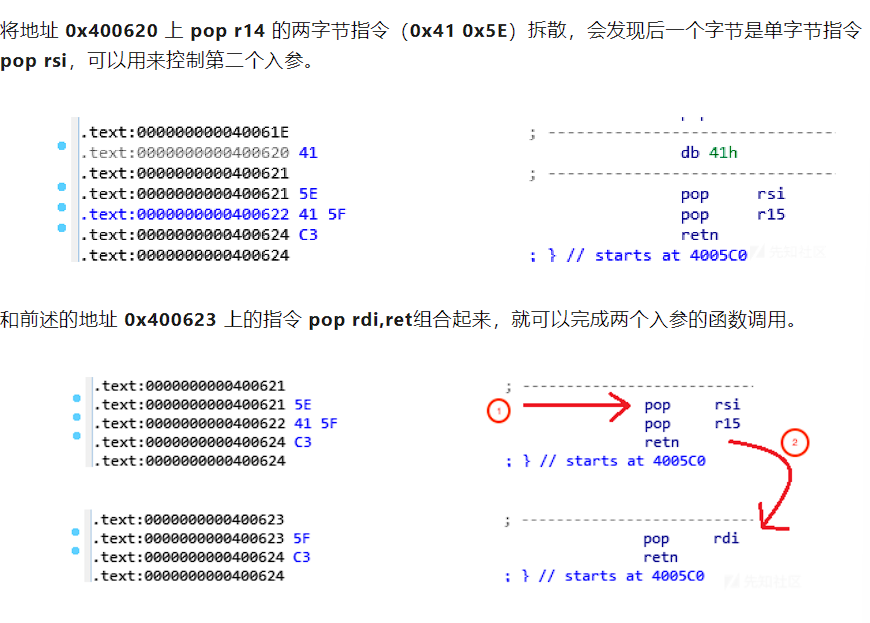 将地址 0x400620 上 pop r14 的两字节指令（0x41 0x5E）拆散，会发现后一个字节是单字节指令
pop rsi，可以用来控制第二个入参。
.text:000000000040061E ; ---------------------------------------
.text:0000000000400620 41 db 41h
.text:0000000000400621 ; ---------------------------------------
.text:0000000000400621 5E pop rsi
.text:0000000000400622 41 5F pop r15
.text:0000000000400624 C3 retn
.text:0000000000400624 ; } // starts at 4005C0
先知社区
和前述的地址 0x400623 上的指令 pop rdi,ret组合起来，就可以完成两个入参的函数调用。
.text:0000000000400621 ; ---------------------------------------
.text:0000000000400621 5E 1 pop rsi
.text:0000000000400622 41 5F pop r15
.text:0000000000400624 C3 retn 2
.text:0000000000400624 ; } // starts at 4005C0
.text:0000000000400623 ; ---------------------------------------
.text:0000000000400623 5F pop rdi
.text:0000000000400624 C3 retn
.text:0000000000400624 ; } // starts at 4005C0
先知社区